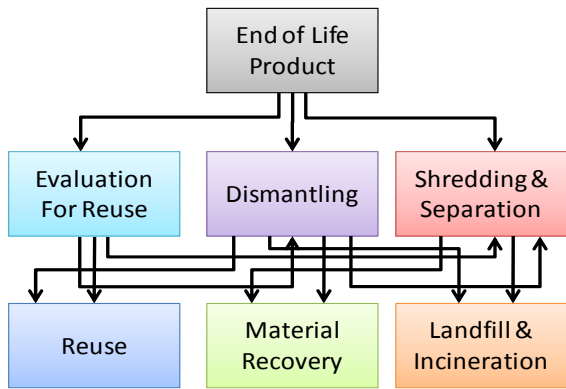 End of Life
Product
Evaluation
For Reuse
Dismantling
Shredding &
Separation
Reuse
Material
Recovery
Landfill &
Incineration